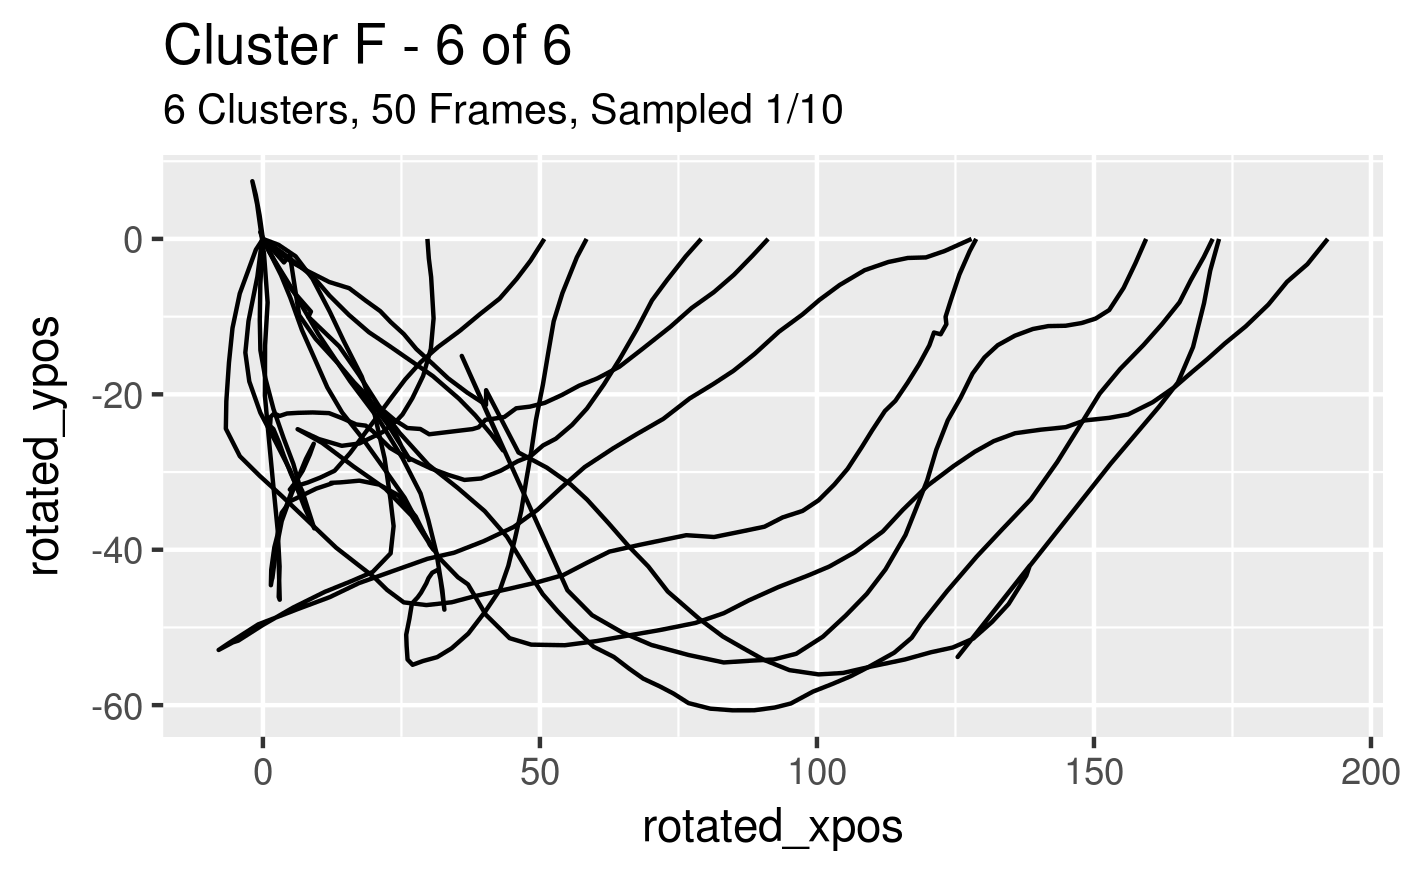 Cluster F - 6 of 6
6 Clusters, 50 Frames, Sampled 1/10
rotated_ypos
0
-20
-40
-60
0 50 100 150 200
rotated_xpos